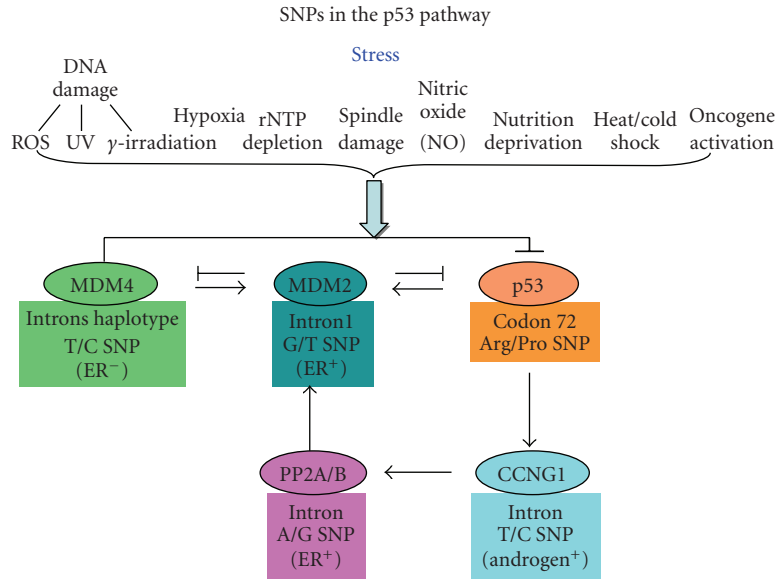 SNPs in the p53 pathway
Stress
DNA
damage
ROS
UV
γ-irradiation
Hypoxia
rNTP
depletion
Spindle
damage
Nitric
oxide
(NO)
Nutrition
deprivation
Heat/cold
shock
Oncogene
activation
MDM4
Introns haplotype
T/C SNP
(ER⁻)
MDM2
Intron1
G/T SNP
(ER⁺)
p53
Codon 72
Arg/Pro SNP
PP2A/B
Intron
A/G SNP
(ER⁺)
CCNG1
Intron
T/C SNP
(androgen⁺)